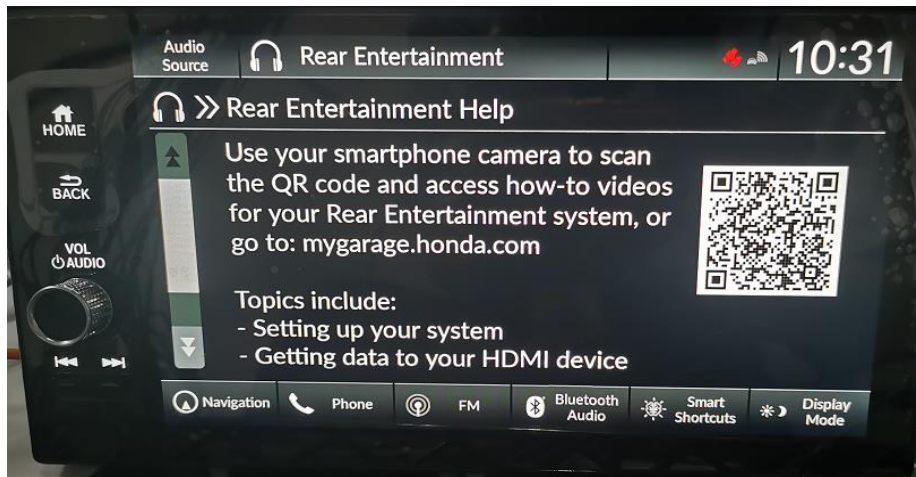 Audio
Source
Rear Entertainment
10:31
HOME
BACK
VOL
AUDIO
Rear Entertainment Help
Use your smartphone camera to scan
the QR code and access how-to videos
for your Rear Entertainment system, or
go to: mygarage.honda.com
Topics include:
- Setting up your system
- Getting data to your HDMI device
Navigation
Phone
FM
Bluetooth
Audio
Smart
Shortcuts
Display
Mode